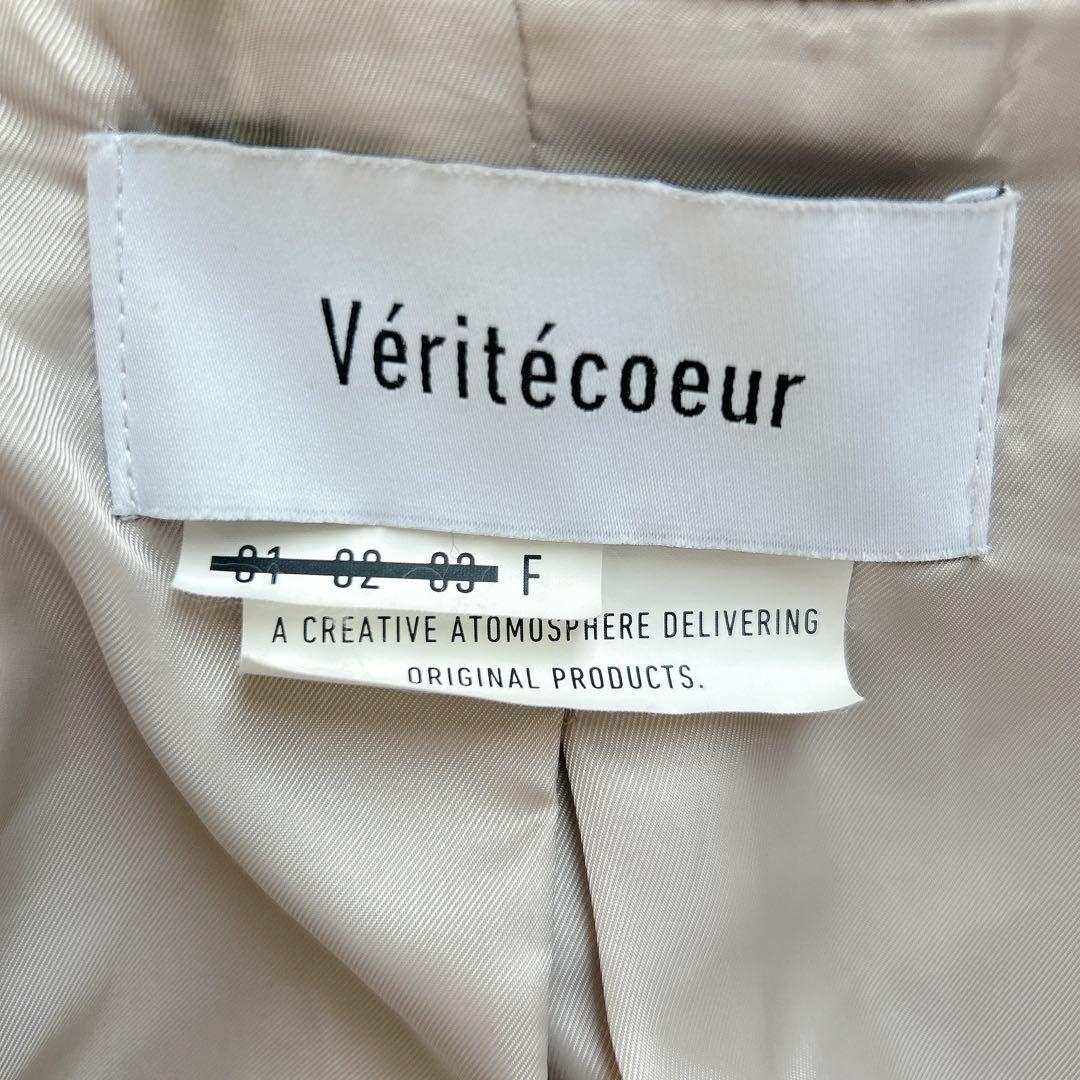 Véritécoeur
01 02 03 F
A CREATIVE ATOMOSPHERE DELIVERING
ORIGINAL PRODUCTS.